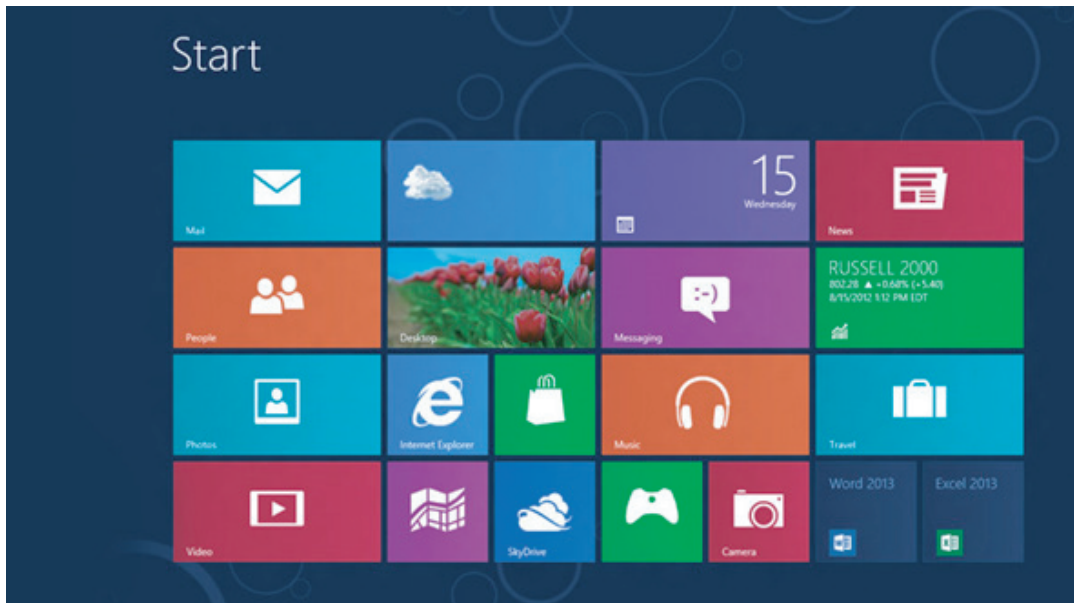 Start
Mail
15
Wednesday
News
People
Desktop
Messaging
RUSSELL 2000
802.28 ▲ +0.68% (+5.40)
8/15/2012 1:12 PM EDT
Photos
Internet Explorer
Music
Travel
Video
SkyDrive
Camera
Word 2013
Excel 2013